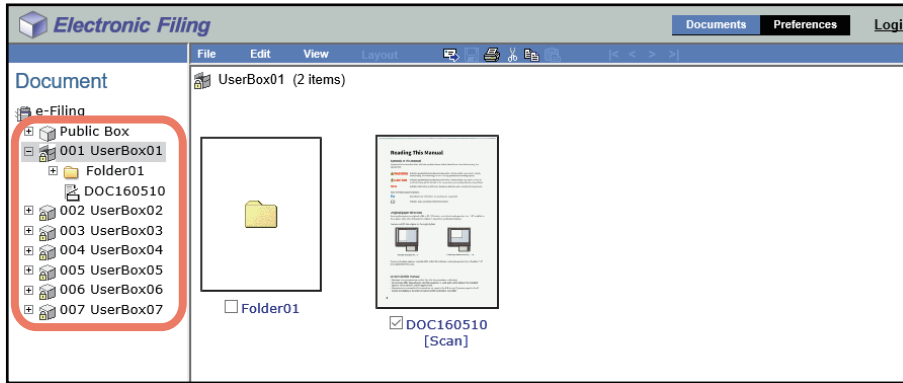 Electronic Filing
Documents Preferences Logi
File Edit View Layout |< < > >|
Document
UserBox01 (2 items)
e-Filing
Public Box
001 UserBox01
Folder01
DOC160510
002 UserBox02
003 UserBox03
004 UserBox04
005 UserBox05
006 UserBox06
007 UserBox07
Reading This Manual
Folder01
DOC160510
[Scan]